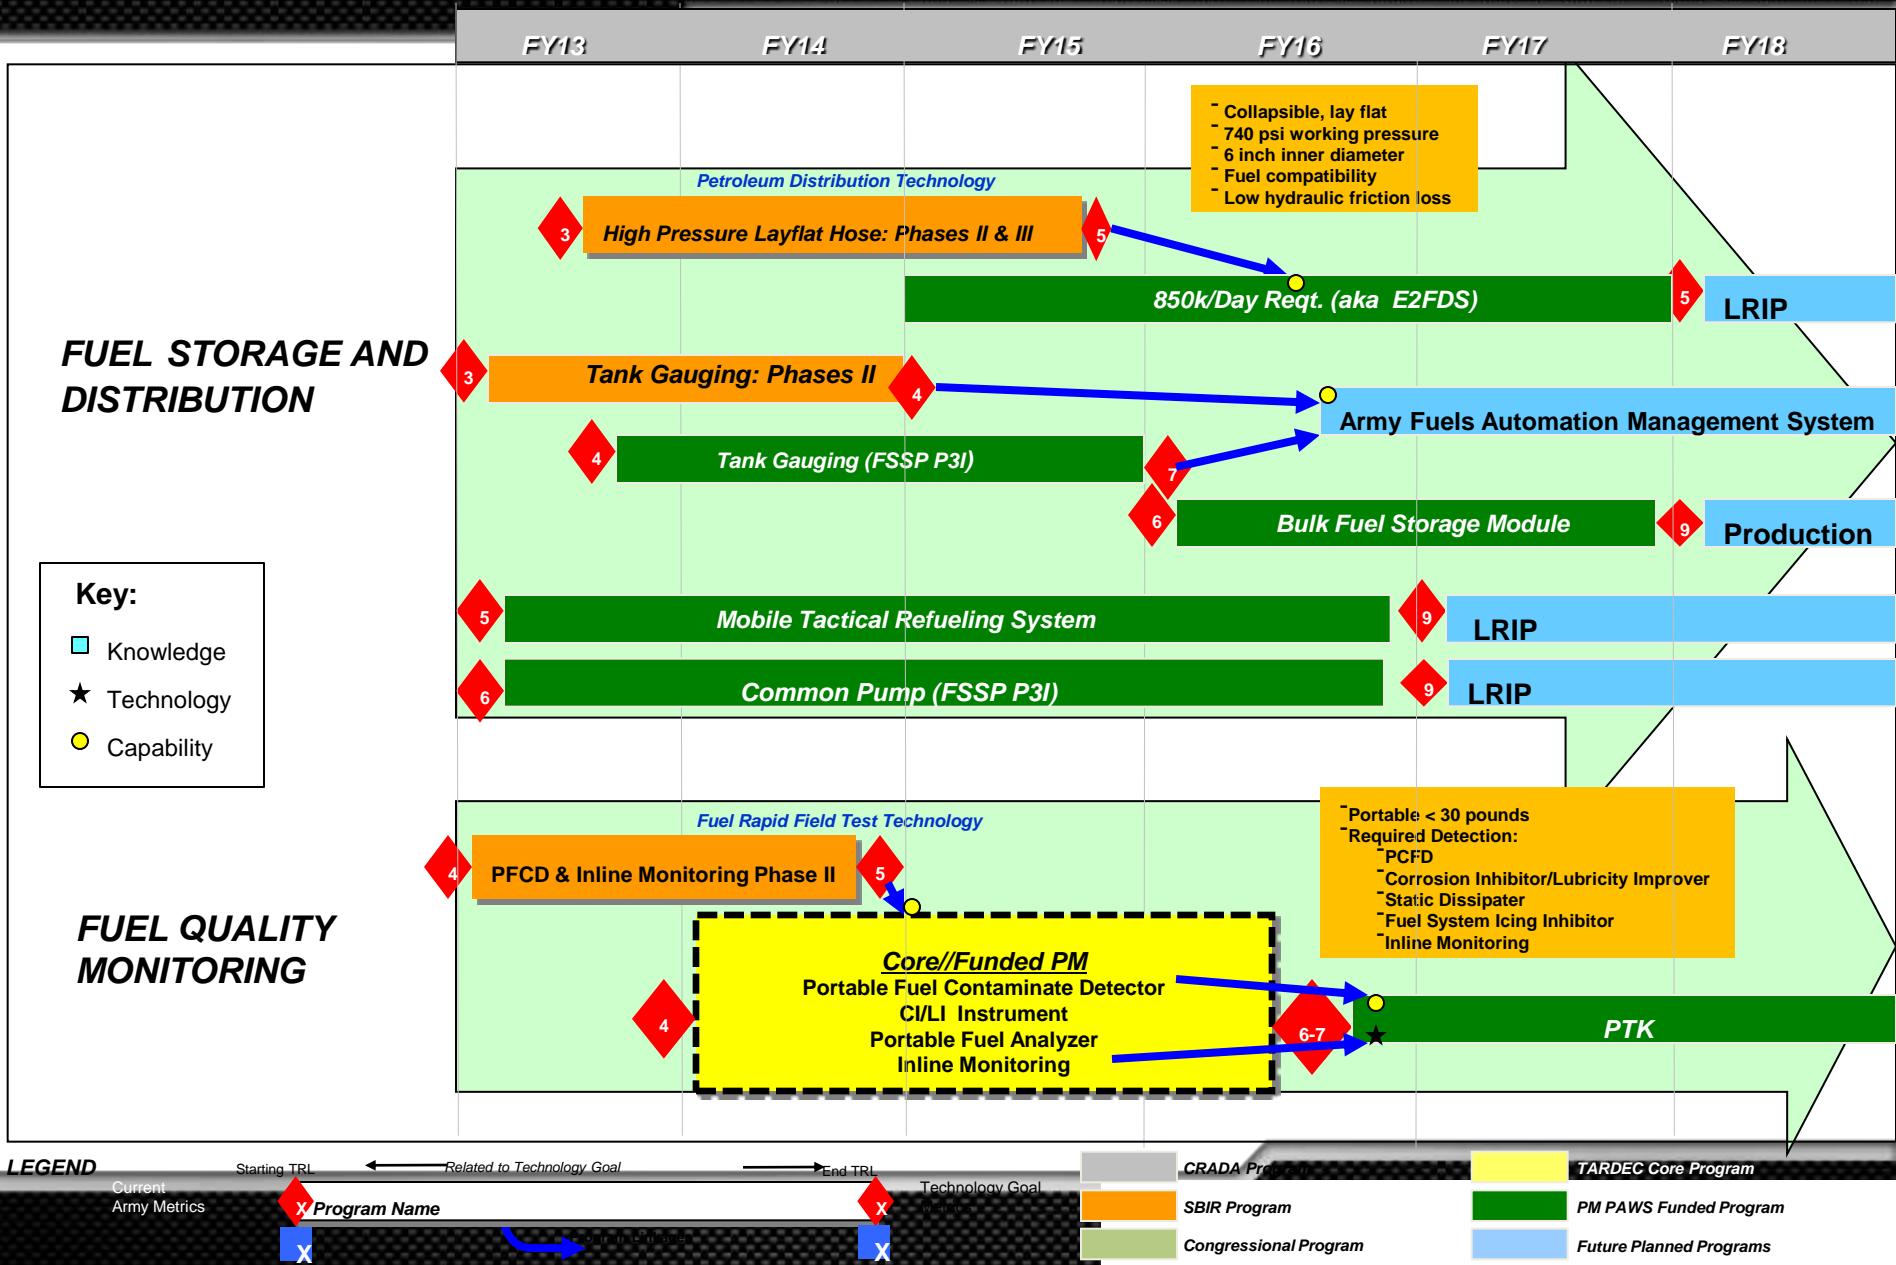 FY13 FY14 FY15 FY16 FY17 FY18
- Collapsible, lay flat
- 740 psi working pressure
- 6 inch inner diameter
- Fuel compatibility
- Low hydraulic friction loss
Petroleum Distribution Technology
3 High Pressure Layflat Hose: Phases II & III 5
850k/Day Reqt. (aka E2FDS) 5 LRIP
FUEL STORAGE AND
DISTRIBUTION
3 Tank Gauging: Phases II 4
Army Fuels Automation Management System
4 Tank Gauging (FSSP P3I) 7
6 Bulk Fuel Storage Module 9 Production
5 Mobile Tactical Refueling System 9 LRIP
6 Common Pump (FSSP P3I) 9 LRIP
Key:
Knowledge
Technology
Capability
Fuel Rapid Field Test Technology
4 PFCD & Inline Monitoring Phase II 5
- Portable < 30 pounds
- Required Detection:
- PCFD
- Corrosion Inhibitor/Lubricity Improver
- Static Dissipater
- Fuel System Icing Inhibitor
- Inline Monitoring
FUEL QUALITY
MONITORING
4
Core//Funded PM
Portable Fuel Contaminate Detector
CI/LI Instrument
Portable Fuel Analyzer
Inline Monitoring
6-7 PTK
LEGEND
Current
Army Metrics
Starting TRL Related to Technology Goal End TRL
X Program Name X
Technology Goal
X X
CRADA Program
SBIR Program
Congressional Program
TARDEC Core Program
PM PAWS Funded Program
Future Planned Programs